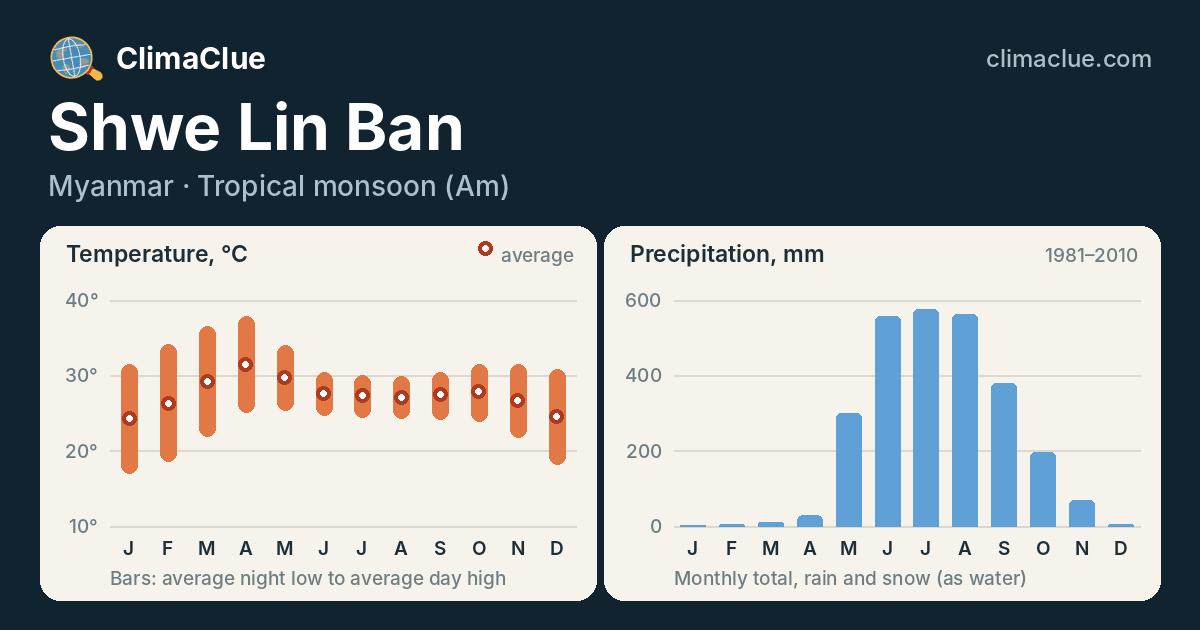 ClimaClue
climaclue.com
Shwe Lin Ban
Myanmar · Tropical monsoon (Am)
Temperature, °C
average
40°
30°
20°
10°
J F M A M J J A S O N D
Bars: average night low to average day high
Precipitation, mm
1981–2010
600
400
200
0
J F M A M J J A S O N D
Monthly total, rain and snow (as water)